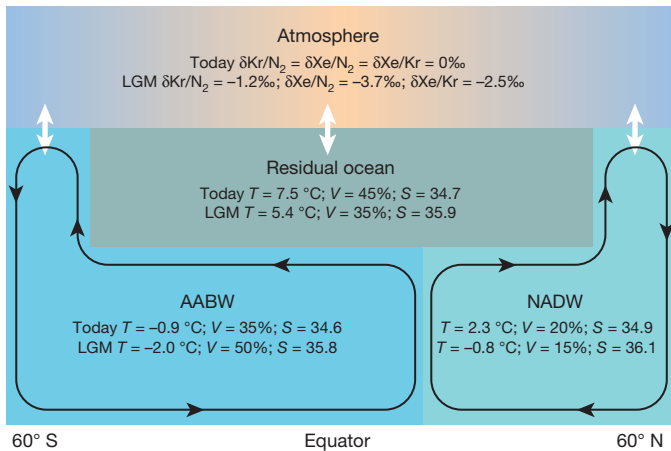 Atmosphere
Today δKr/N₂ = δXe/N₂ = δXe/Kr = 0‰
LGM δKr/N₂ = –1.2‰; δXe/N₂ = –3.7‰; δXe/Kr = –2.5‰
Residual ocean
Today T = 7.5 °C; V = 45%; S = 34.7
LGM T = 5.4 °C; V = 35%; S = 35.9
AABW
Today T = –0.9 °C; V = 35%; S = 34.6
LGM T = –2.0 °C; V = 50%; S = 35.8
NADW
T = 2.3 °C; V = 20%; S = 34.9
T = –0.8 °C; V = 15%; S = 36.1
60° S
Equator
60° N